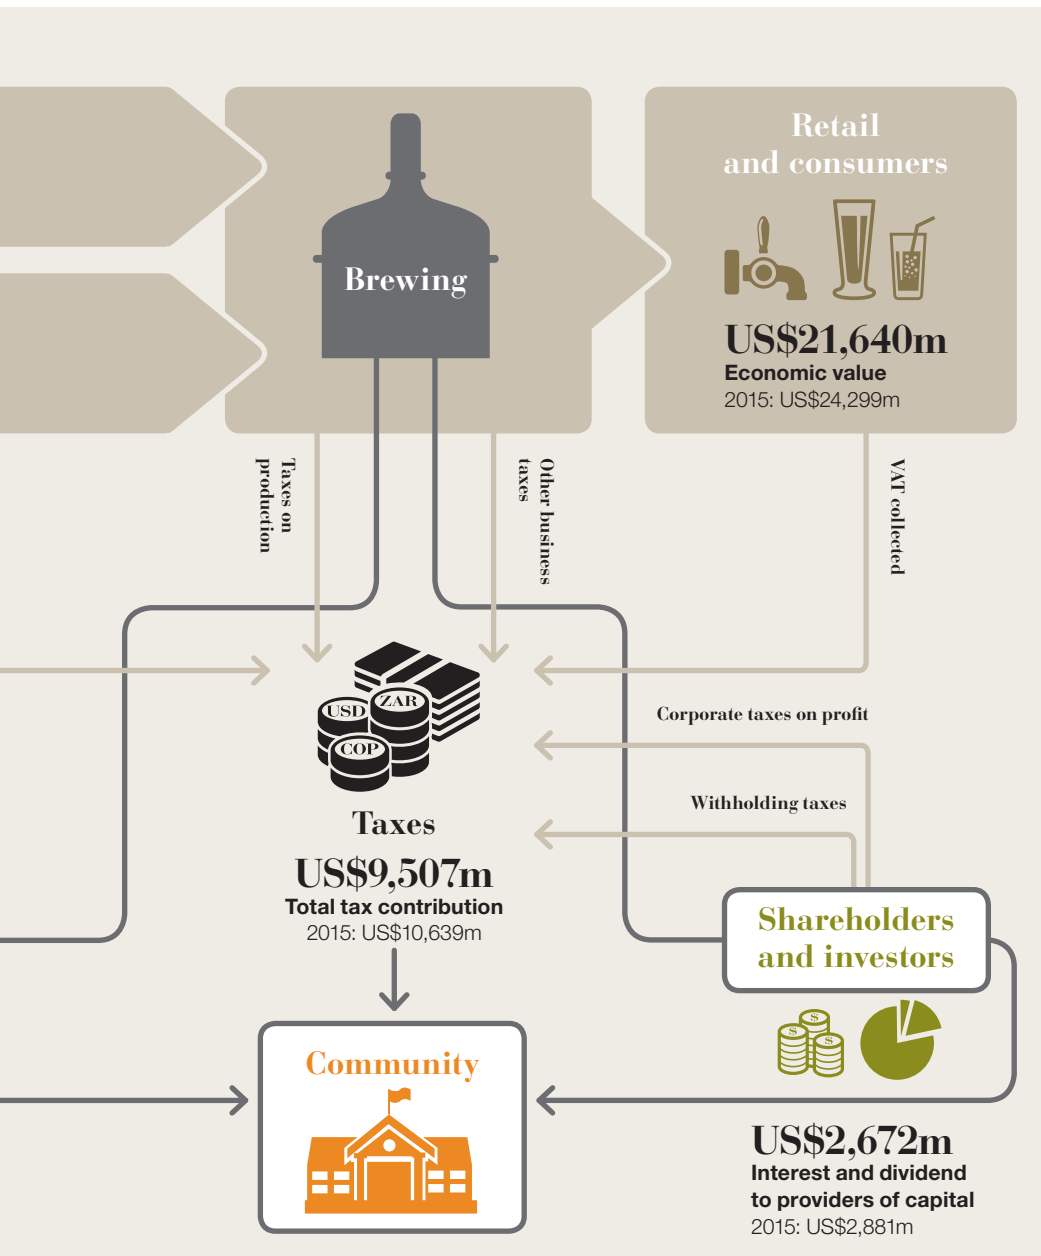 Retail
and consumers
Brewing
US$21,640m
Economic value
2015: US$24,299m
Taxes on
production
Other business
taxes
VAT collected
USD
ZAR
COP
Corporate taxes on profit
Withholding taxes
Taxes
US$9,507m
Total tax contribution
2015: US$10,639m
Shareholders
and investors
$
$
$
Community
US$2,672m
Interest and dividend
to providers of capital
2015: US$2,881m